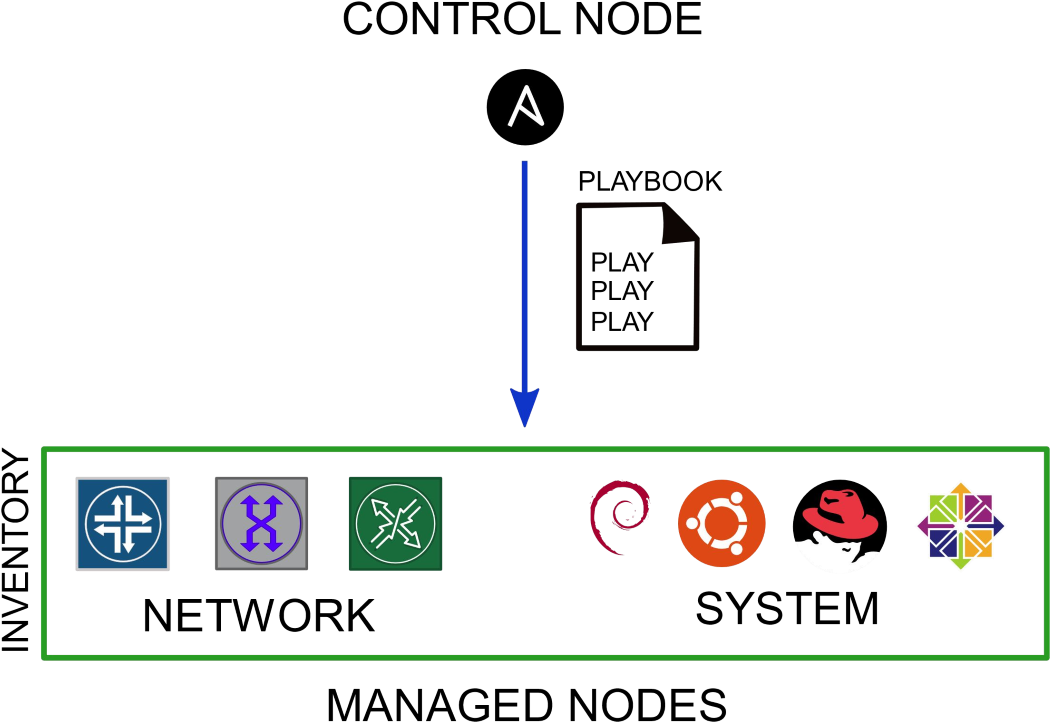 CONTROL NODE
PLAYBOOK
PLAY
PLAY
PLAY
INVENTORY
NETWORK
SYSTEM
MANAGED NODES